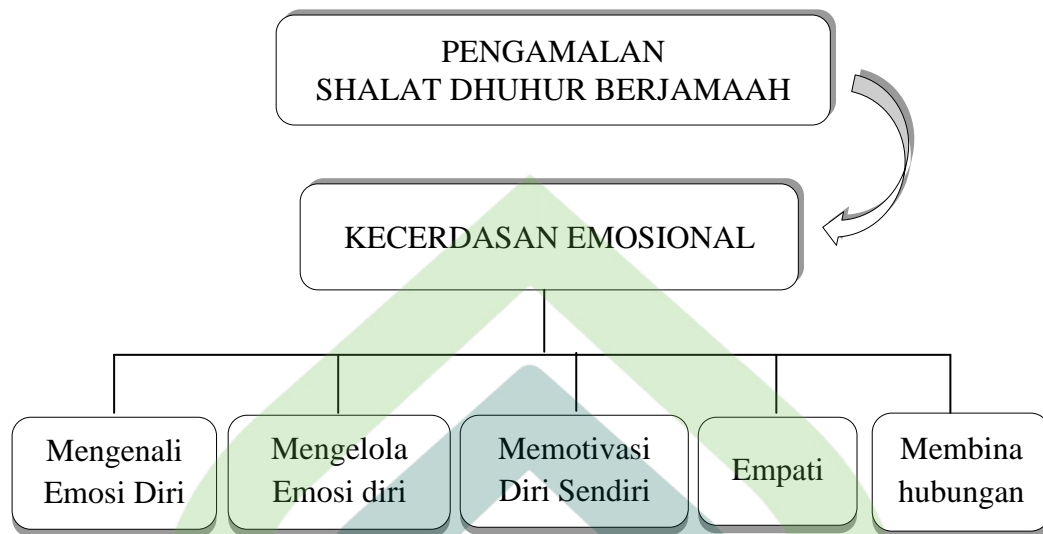 PENGAMALAN
SHALAT DHUHUR BERJAMAAH
KECERDASAN EMOSIONAL
Mengenali
Emosi Diri
Mengelola
Emosi diri
Memotivasi
Diri Sendiri
Empati
Membina
hubungan